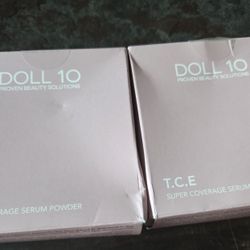 DOLL 10
PROVEN BEAUTY SOLUTIONS
RAGE SERUM POWDER
DOLL 10
PROVEN BEAUTY SOLUTIONS
T.C.E
SUPER COVERAGE SERUM